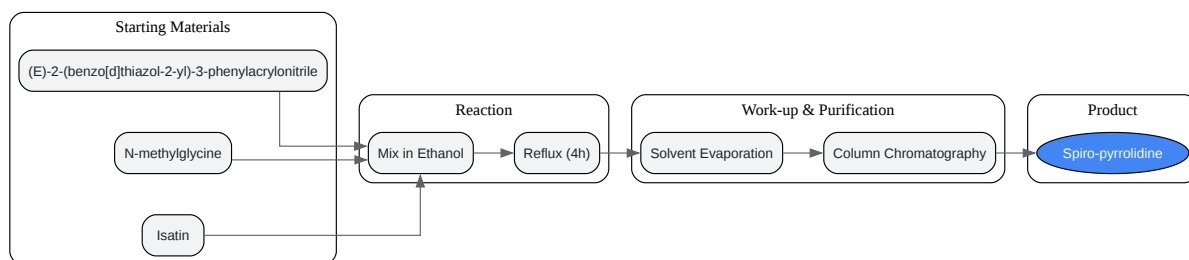 Starting Materials
(E)-2-(benzo[d]thiazol-2-yl)-3-phenylacrylonitrile
N-methylglycine
Isatin
Reaction
Mix in Ethanol
Reflux (4h)
Work-up & Purification
Solvent Evaporation
Column Chromatography
Product
Spiro-pyrrolidine